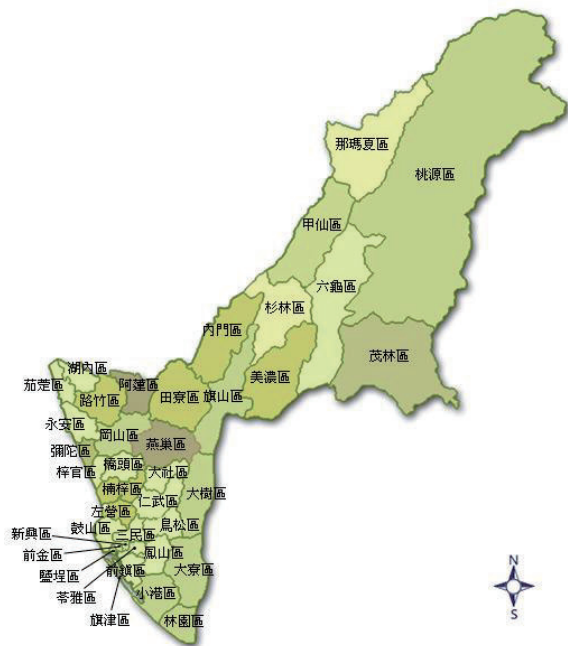 那瑪夏區
桃源區
甲仙區
六龜區
杉林區
內門區
茂林區
美濃區
湖內區
阿蓮區
茄萣區
路竹區
田寮區
旗山區
永安區
岡山區
燕巢區
彌陀區
橋頭區
梓官區
大社區
楠梓區
仁武區
大樹區
左營區
鼓山區
鳥松區
新興區
三民區
前金區
鳳山區
鹽埕區
前鎮區
大寮區
苓雅區
小港區
旗津區
林園區
N
S